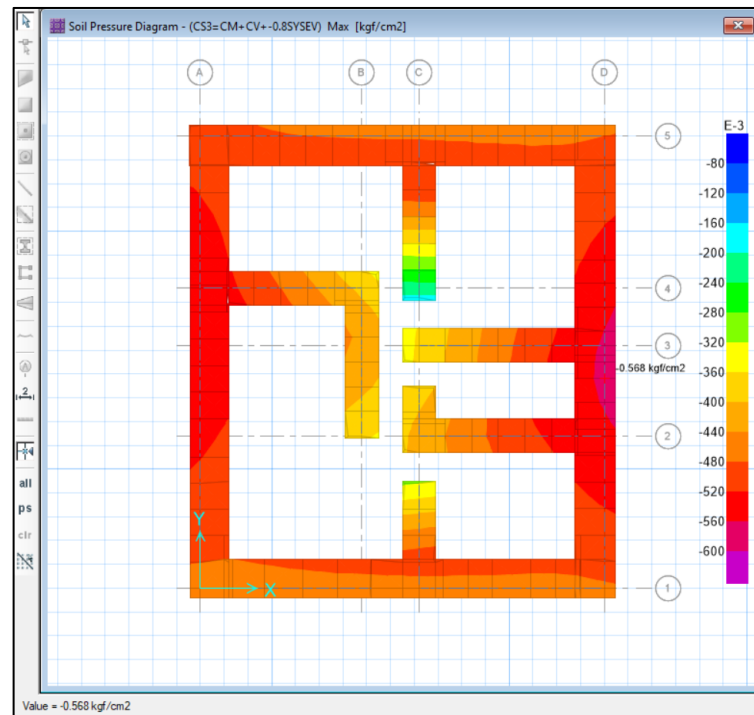 Soil Pressure Diagram - (CS3=CM+CV+-0.8SYSEV) Max [kgf/cm2]
A
B
C
D
5
4
3
2
1
E-3
-80
-120
-160
-200
-240
-280
-320
-360
-400
-440
-480
-520
-560
-600
-0.568 kgf/cm2
Y
X
2
all
ps
clr
Value = -0.568 kgf/cm2